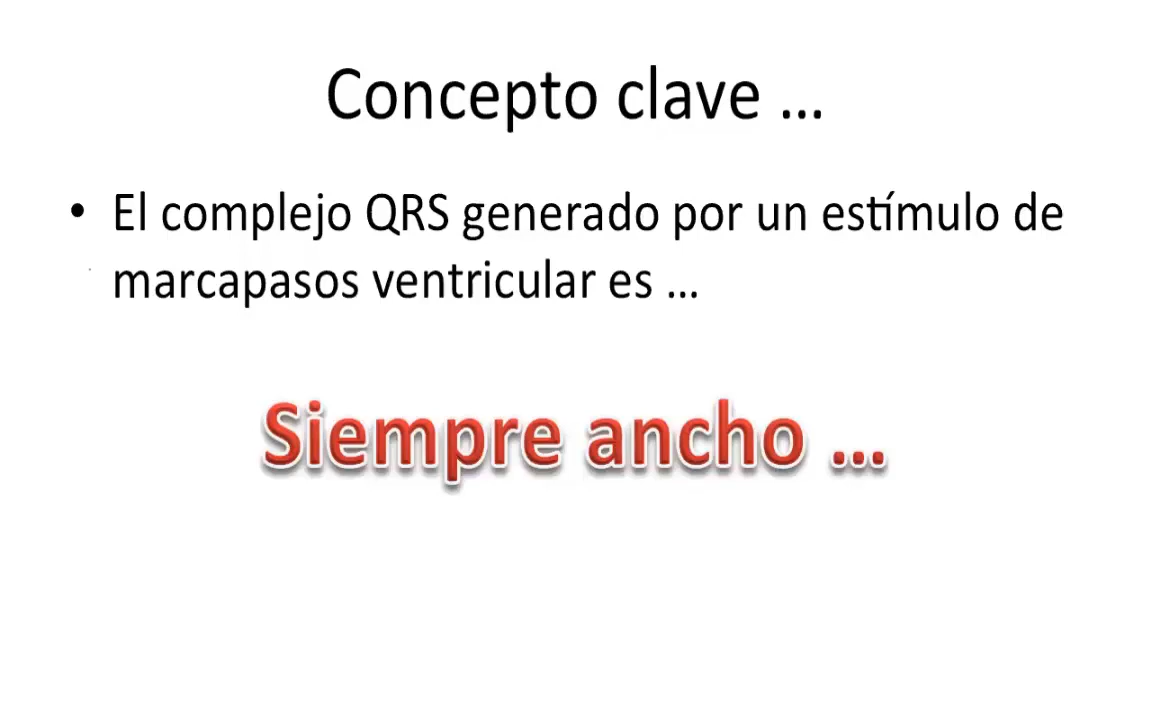 Concepto clave ...
• El complejo QRS generado por un estímulo de
marcapasos ventricular es ...
Siempre ancho ...